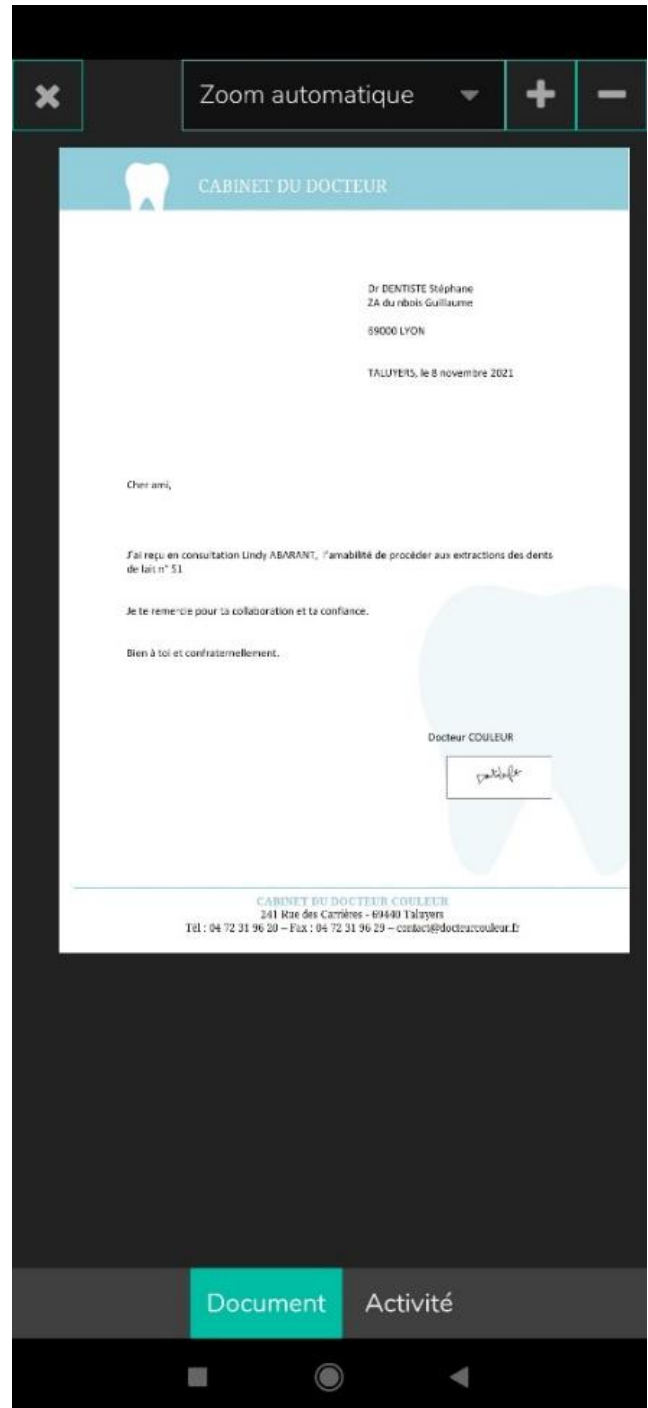 Zoom automatique
CABINET DU DOCTEUR
Dr DENTISTE Stéphane
ZA du nbois Guillaume
69000 LYON
TALUYERS, le 8 novembre 2021
Cher ami,
J'ai reçu en consultation Lindy ABARANT, l'amabilité de procéder aux extractions des dents
de lait n° 51
Je te remercie pour ta collaboration et ta confiance.
Bien à toi et confraternellement.
Docteur COULEUR
CABINET DU DOCTEUR COULEUR
241 Rue des Carrières - 69440 Taluyers
Tél : 04 72 31 96 20 – Fax : 04 72 31 96 29 – contact@docteurcouleur.fr
Document Activité